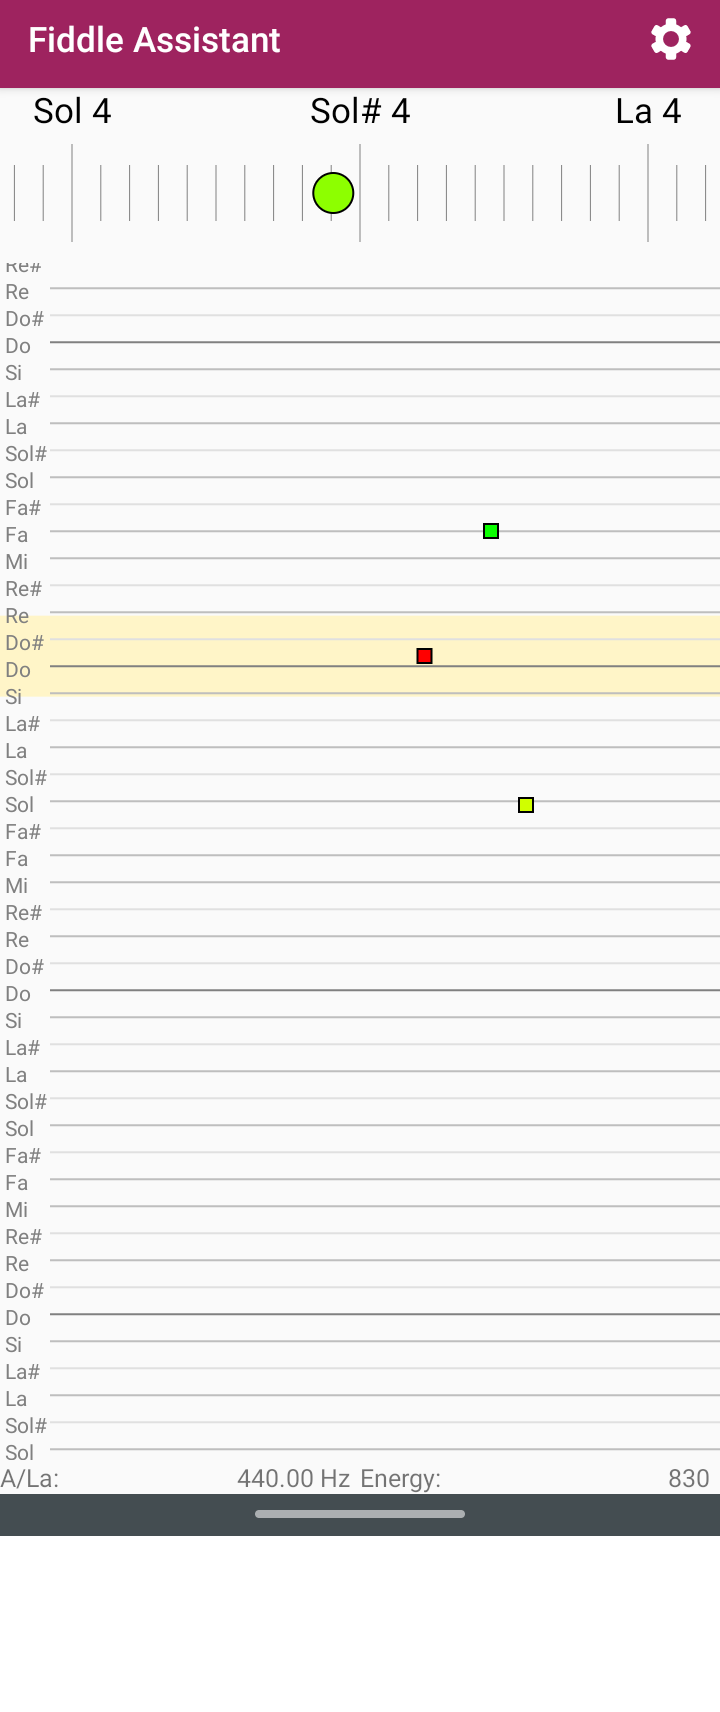 Fiddle Assistant
Sol 4 Sol# 4 La 4
Re#
Re
Do#
Do
Si
La#
La
Sol#
Sol
Fa#
Fa
Mi
Re#
Re
Do#
Do
Si
La#
La
Sol#
Sol
Fa#
Fa
Mi
Re#
Re
Do#
Do
Si
La#
La
Sol#
Sol
Fa#
Fa
Mi
Re#
Re
Do#
Do
Si
La#
La
Sol#
Sol
A/La: 440.00 Hz Energy: 830